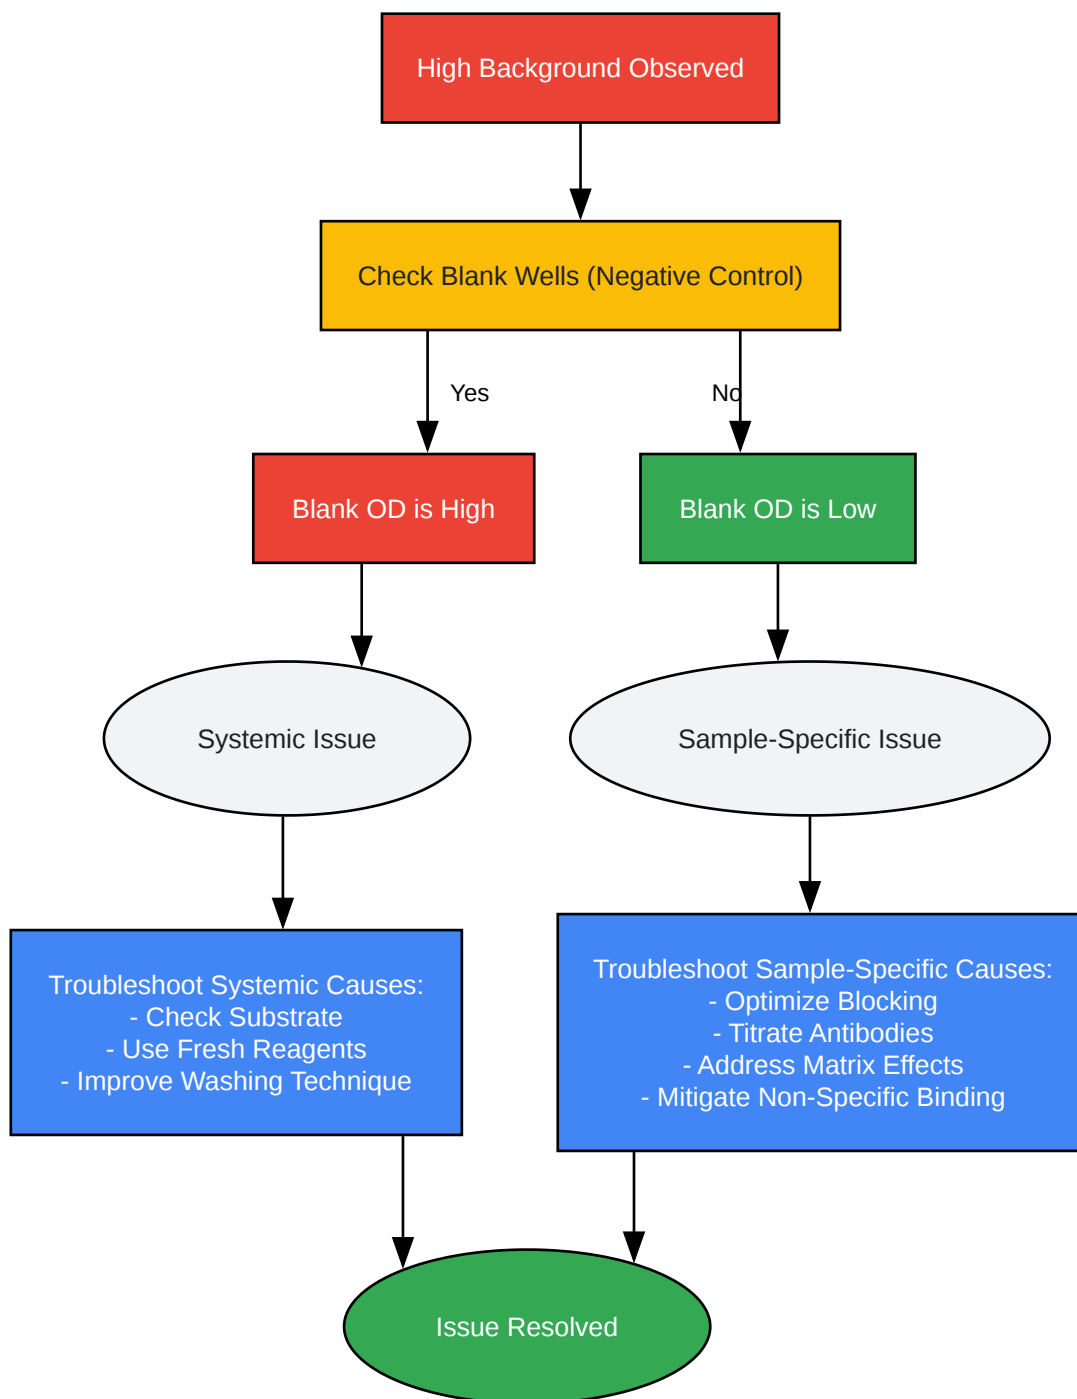 High Background Observed
Check Blank Wells (Negative Control)
Yes
No
Blank OD is High
Blank OD is Low
Systemic Issue
Sample-Specific Issue
Troubleshoot Systemic Causes:
- Check Substrate
- Use Fresh Reagents
- Improve Washing Technique
Troubleshoot Sample-Specific Causes:
- Optimize Blocking
- Titrate Antibodies
- Address Matrix Effects
- Mitigate Non-Specific Binding
Issue Resolved